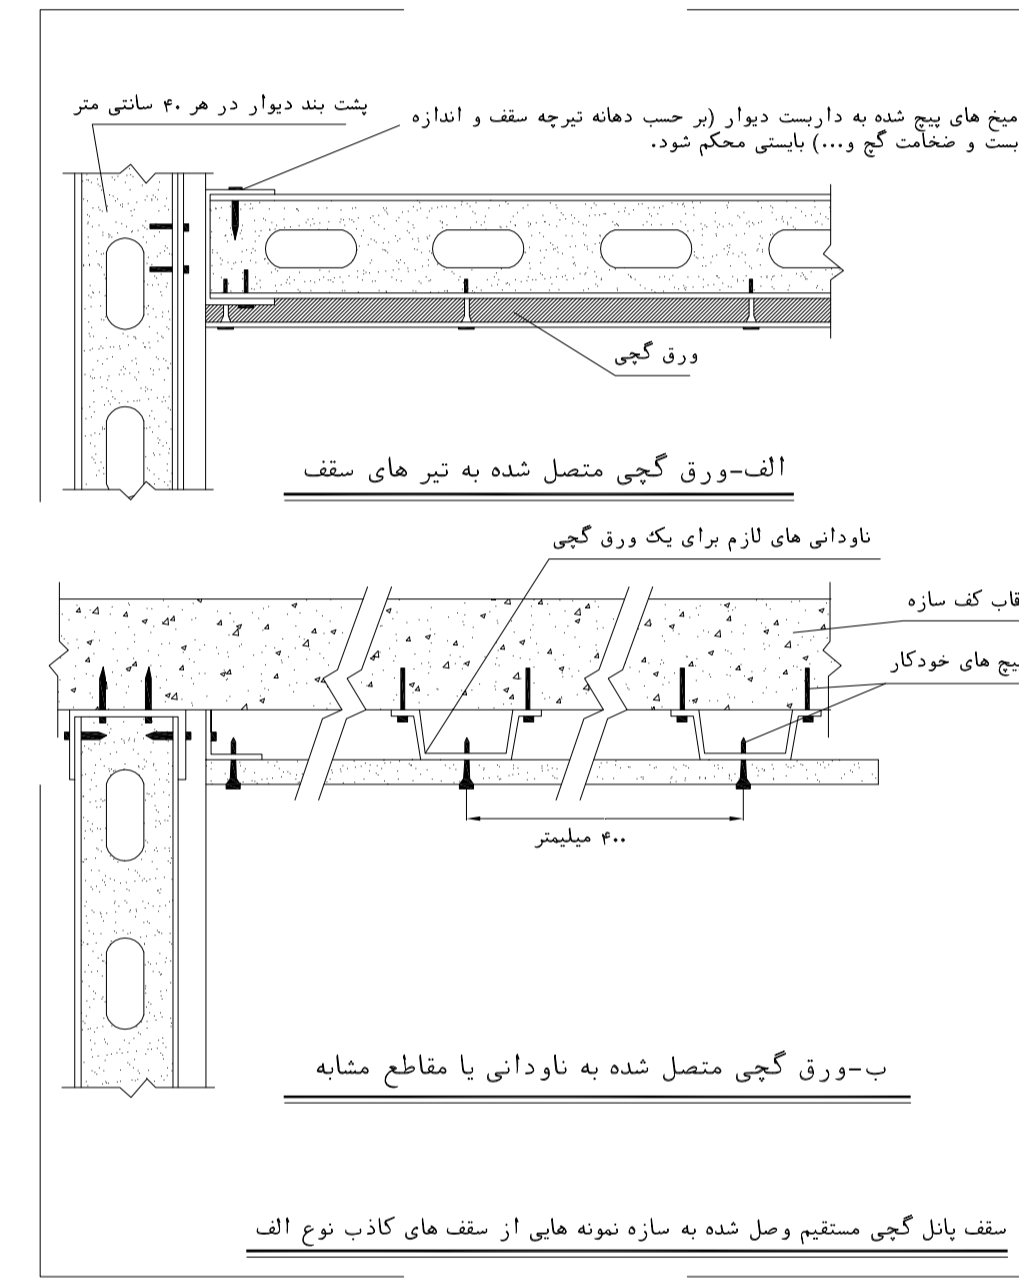 پشت بند دیوار در هر ۴۰ سانتی متر
میخ های پیچ شده به داربست دیوار (بر حسب دهانه تیرچه سقف و اندازه
بست و ضخامت گچ و...) بایستی محکم شود.
ورق گچی
الف-ورق گچی متصل شده به تیر های سقف
ناودانی های لازم برای یک ورق گچی
کف سازه
های خودکار
۴۰۰ میلیمتر
ب-ورق گچی متصل شده به ناودانی یا مقاطع مشابه
سقف پانل گچی مستقیم وصل شده به سازه نمونه هایی از سقف های کاذب نوع الف